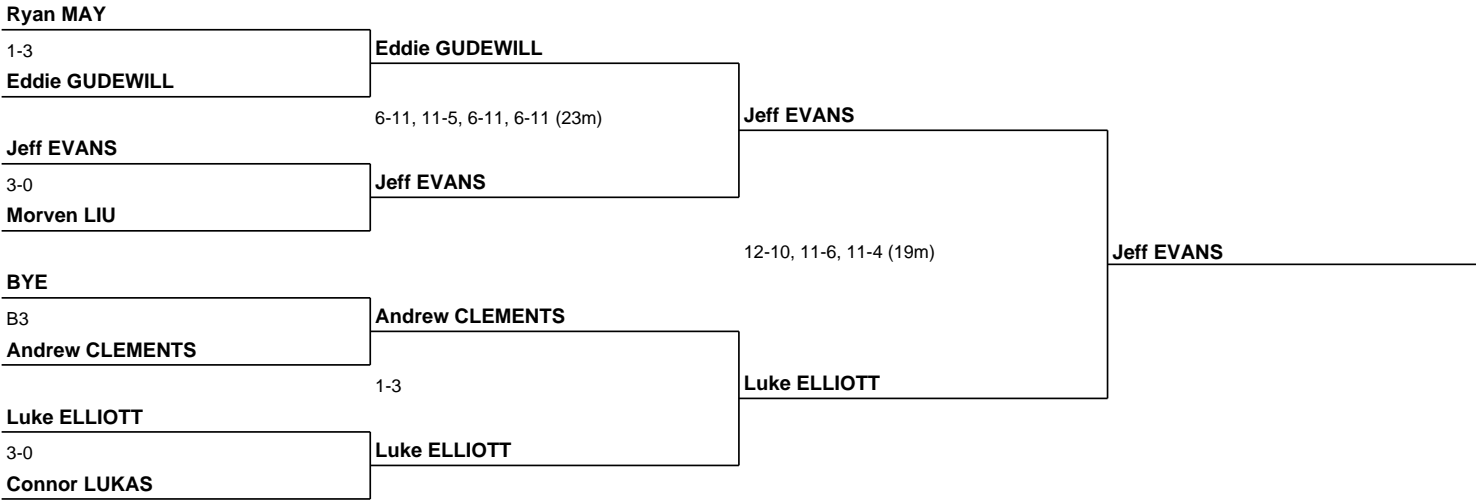 Ryan MAY
1-3
Eddie GUDEWILL
Eddie GUDEWILL
6-11, 11-5, 6-11, 6-11 (23m)
Jeff EVANS
Jeff EVANS
3-0
Morven LIU
Jeff EVANS
12-10, 11-6, 11-4 (19m)
Jeff EVANS
BYE
B3
Andrew CLEMENTS
Andrew CLEMENTS
1-3
Luke ELLIOTT
Luke ELLIOTT
3-0
Connor LUKAS
Luke ELLIOTT